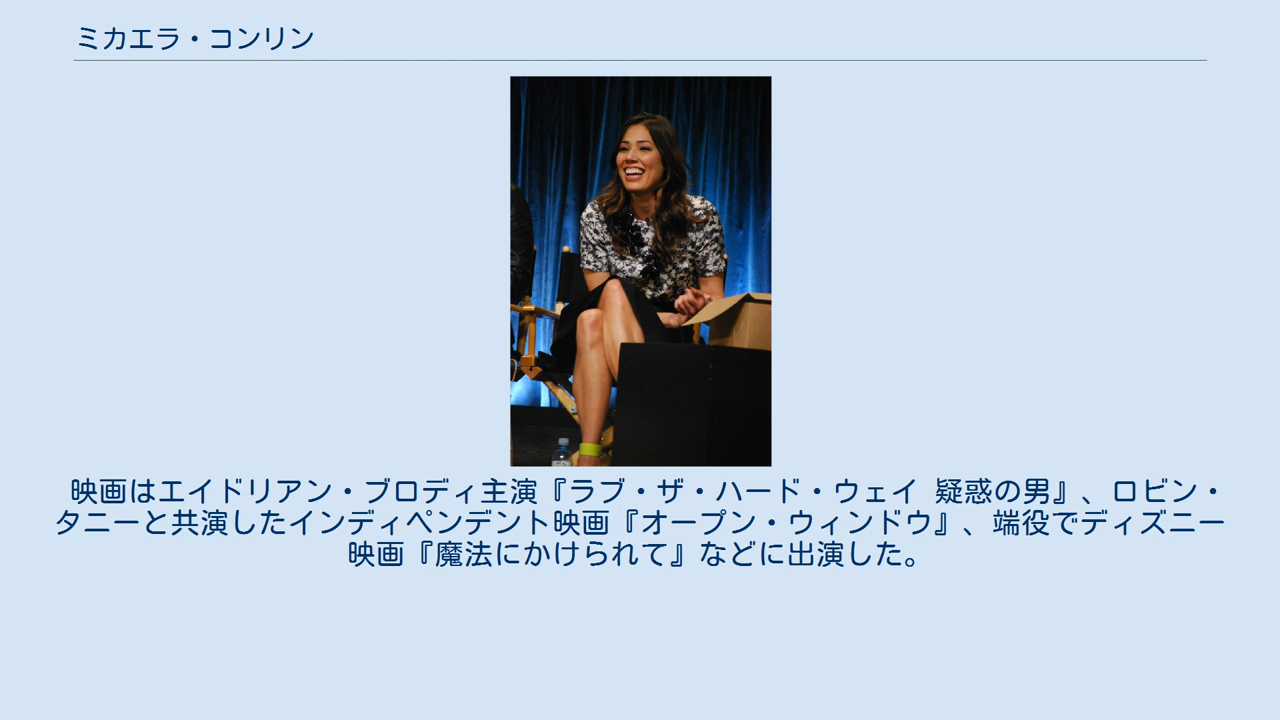 ミカエラ・コンリン
映画はエイドリアン・ブロディ主演『ラブ・ザ・ハード・ウェイ 疑惑の男』、ロビン・
タニーと共演したインディペンデント映画『オープン・ウィンドウ』、端役でディズニー
映画『魔法にかけられて』などに出演した。